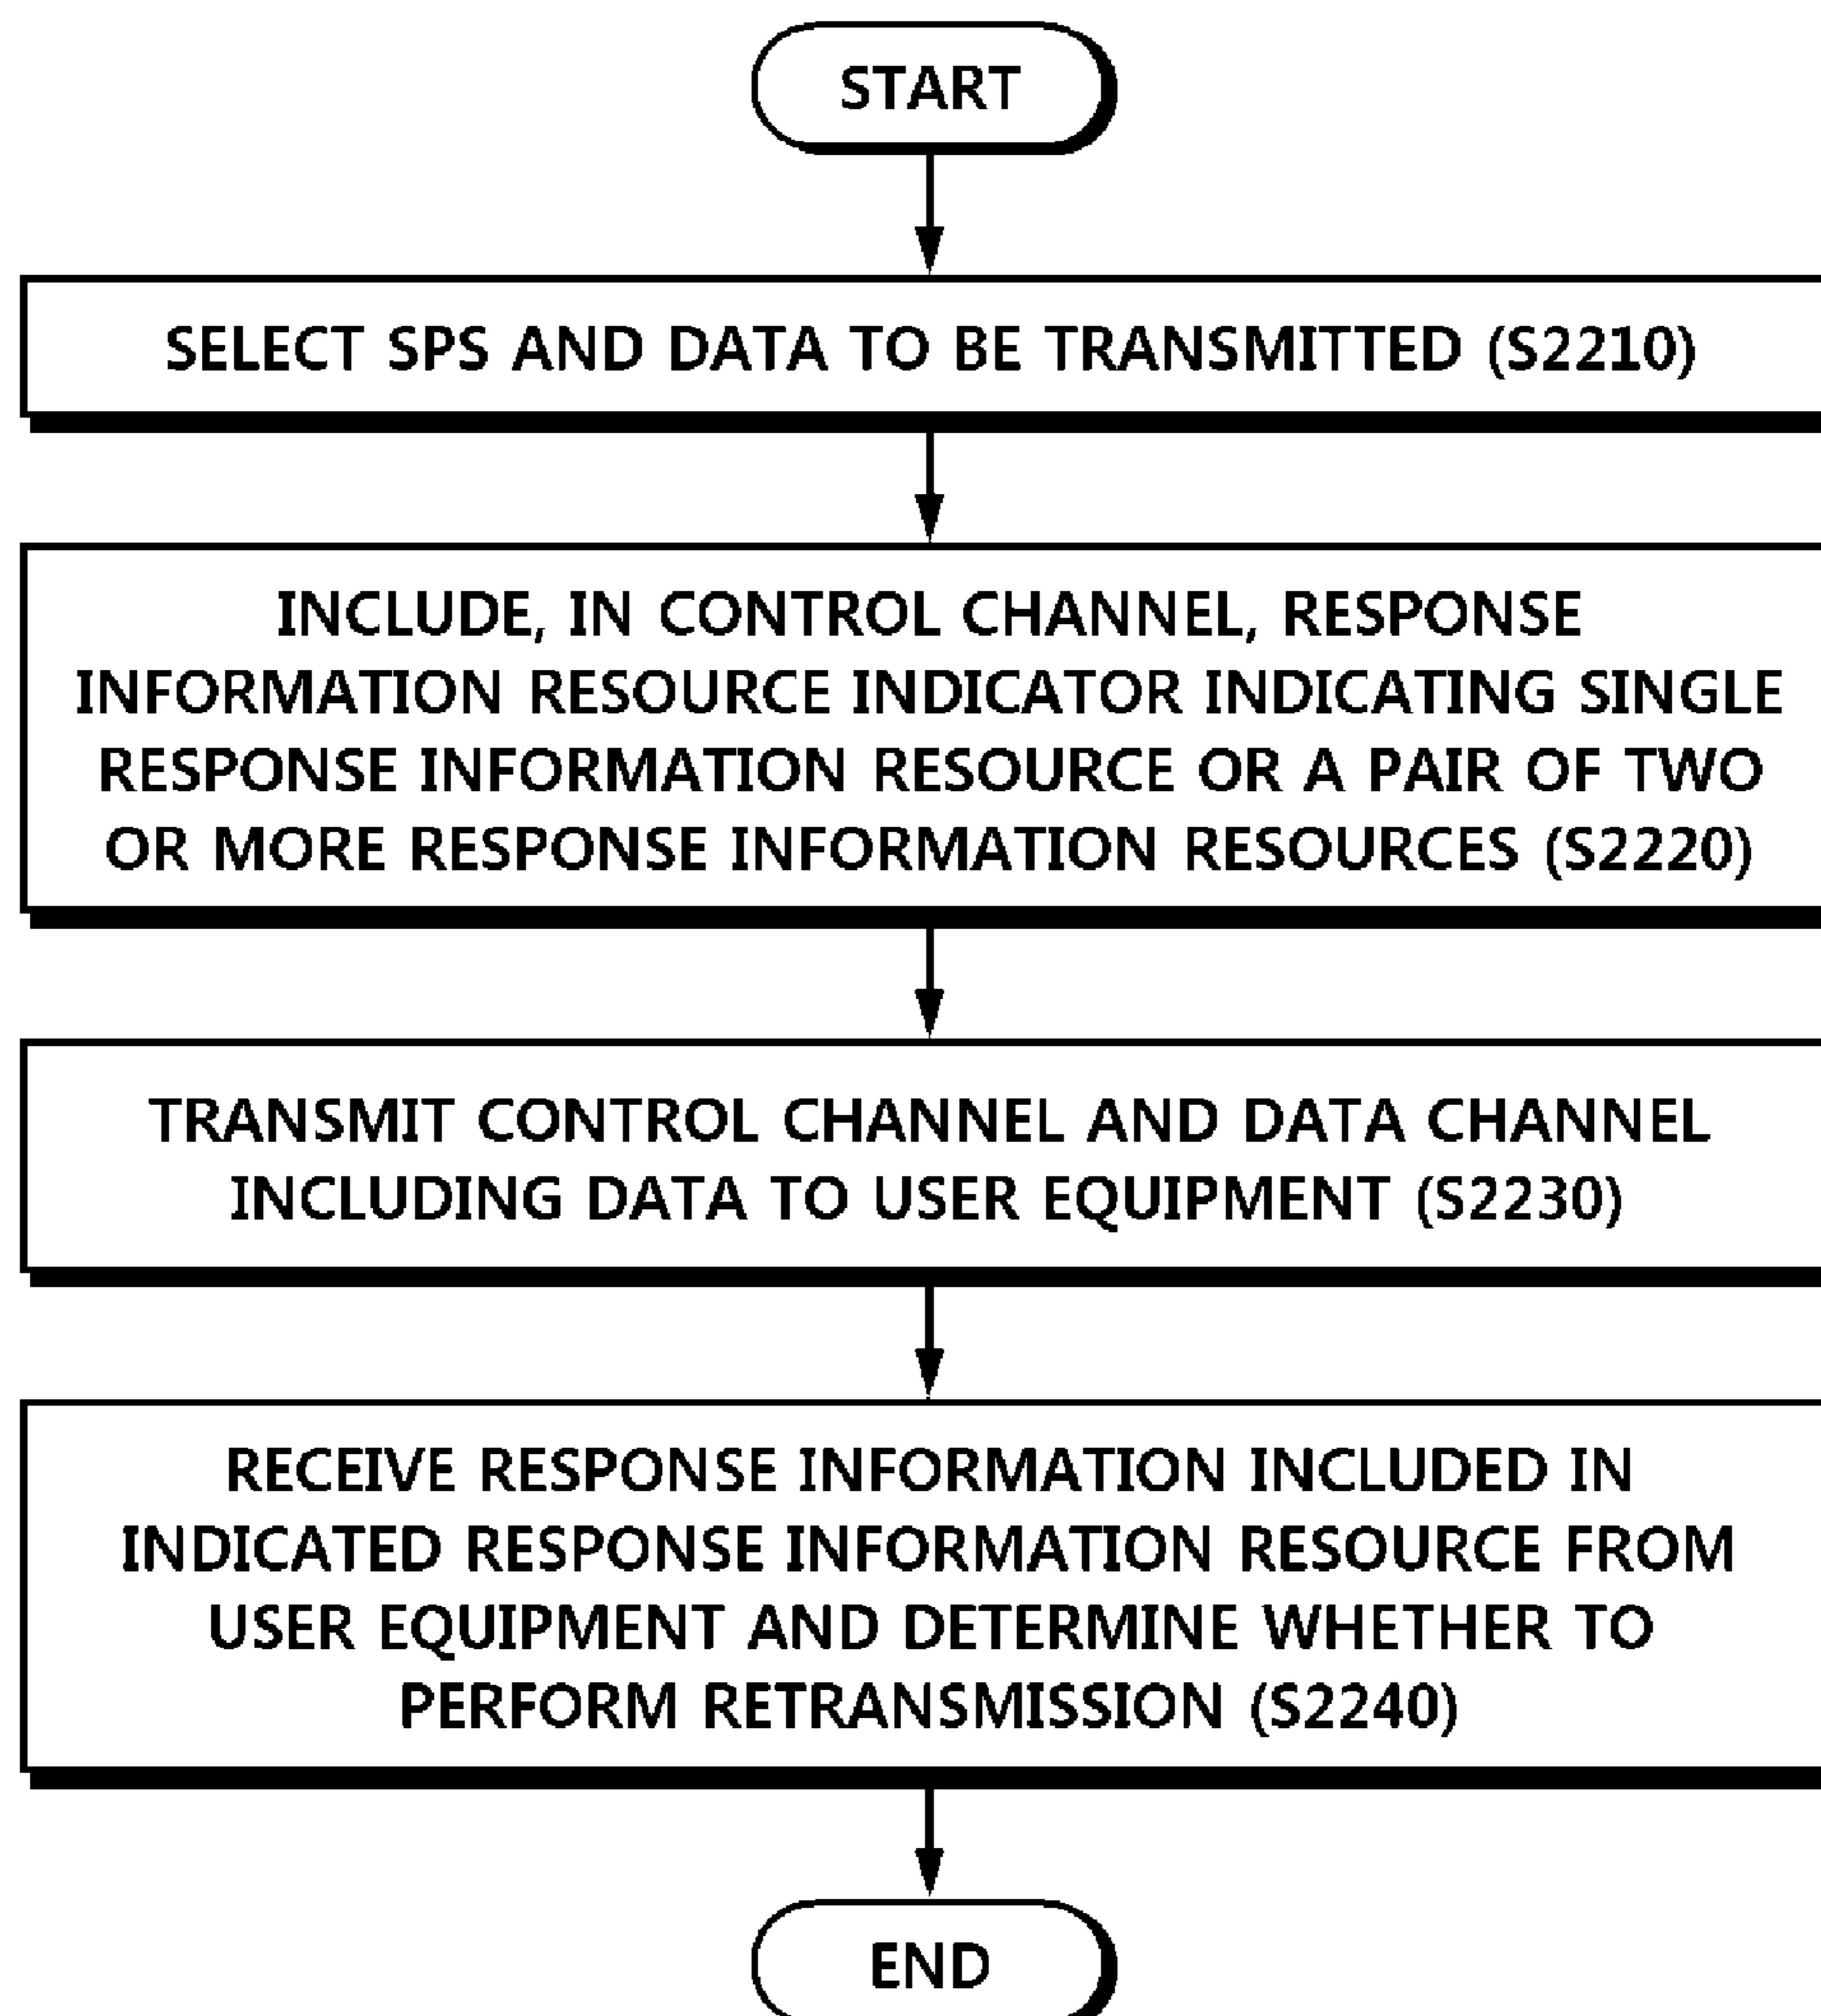 START
SELECT SPS AND DATA TO BE TRANSMITTED (S2210)
INCLUDE, IN CONTROL CHANNEL, RESPONSE
INFORMATION RESOURCE INDICATOR INDICATING SINGLE
RESPONSE INFORMATION RESOURCE OR A PAIR OF TWO
OR MORE RESPONSE INFORMATION RESOURCES (S2220)
TRANSMIT CONTROL CHANNEL AND DATA CHANNEL
INCLUDING DATA TO USER EQUIPMENT (S2230)
RECEIVE RESPONSE INFORMATION INCLUDED IN
INDICATED RESPONSE INFORMATION RESOURCE FROM
USER EQUIPMENT AND DETERMINE WHETHER TO
PERFORM RETRANSMISSION (S2240)
END